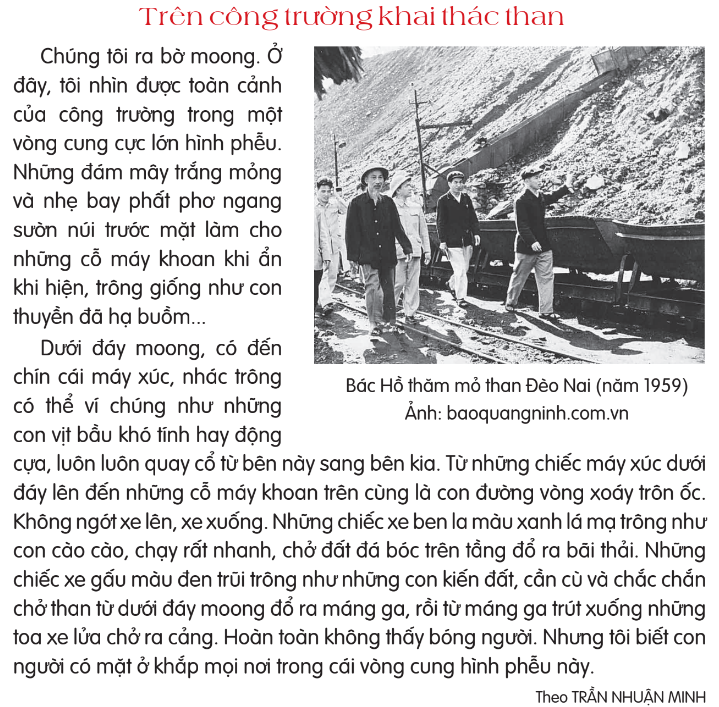 Trên công trường khai thác than
Chúng tôi ra bờ moong. Ở
đây, tôi nhìn được toàn cảnh
của công trường trong một
vòng cung cực lớn hình phễu.
Những đám mây trắng mỏng
và nhẹ bay phất phơ ngang
sườn núi trước mặt làm cho
những cỗ máy khoan khi ẩn
khi hiện, trông giống như con
thuyền đã hạ buồm...
Dưới đáy moong, có đến
chín cái máy xúc, nhác trông
có thể ví chúng như những
con vịt bầu khó tính hay động
cựa, luôn luôn quay cổ từ bên này sang bên kia. Từ những chiếc máy xúc dưới
đáy lên đến những cỗ máy khoan trên cùng là con đường vòng xoáy trôn ốc.
Không ngớt xe lên, xe xuống. Những chiếc xe ben la màu xanh lá mạ trông như
con cào cào, chạy rất nhanh, chở đất đá bóc trên tầng đổ ra bãi thải. Những
chiếc xe gấu màu đen trũi trông như những con kiến đất, cần cù và chắc chắn
chở than từ dưới đáy moong đổ ra máng ga, rồi từ máng ga trút xuống những
toa xe lửa chở ra cảng. Hoàn toàn không thấy bóng người. Nhưng tôi biết con
người có mặt ở khắp mọi nơi trong cái vòng cung hình phễu này.
Theo TRẦN NHUẬN MINH
Bác Hồ thăm mỏ than Đèo Nai (năm 1959)
Ảnh: baoquangninh.com.vn